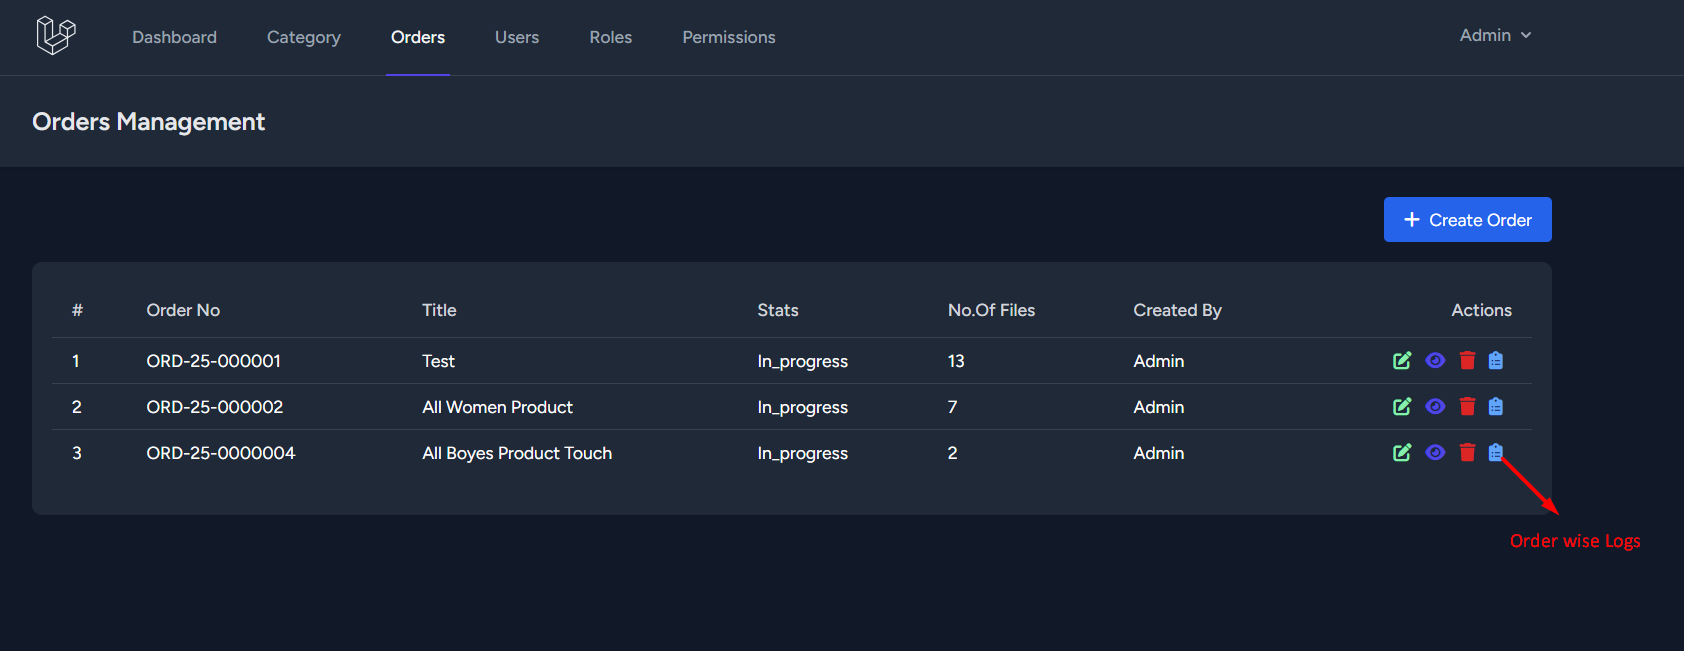 Dashboard Category Orders Users Roles Permissions Admin
Orders Management
+ Create Order
# Order No Title Stats No.Of Files Created By Actions
1 ORD-25-000001 Test In_progress 13 Admin
2 ORD-25-000002 All Women Product In_progress 7 Admin
3 ORD-25-0000004 All Boyes Product Touch In_progress 2 Admin
Order wise Logs